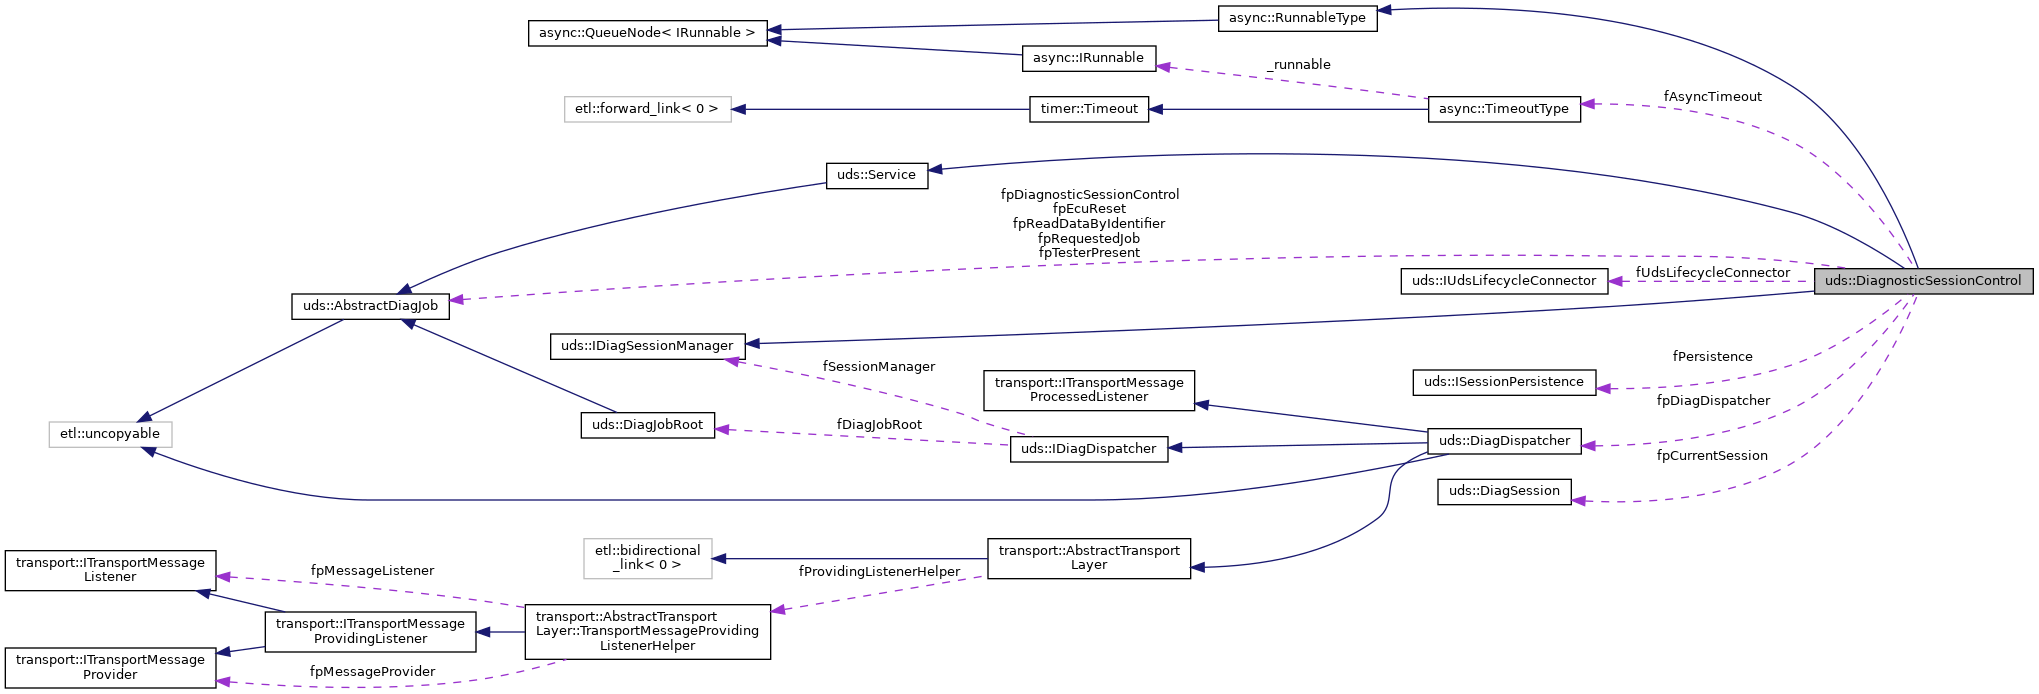 async::RunnableType
async::QueueNode< IRunnable >
async::IRunnable
_runnable
fAsyncTimeout
etl::forward_link< 0 >
timer::Timeout
async::TimeoutType
uds::Service
fpDiagnosticSessionControl
fpEcuReset
fpReadDataByIdentifier
fpRequestedJob
fpTesterPresent
fUdsLifecycleConnector
uds::IUdsLifecycleConnector
uds::DiagnosticSessionControl
uds::AbstractDiagJob
uds::IDiagSessionManager
fPersistence
fSessionManager
transport::ITransportMessage
ProcessedListener
uds::ISessionPersistence
fpDiagDispatcher
uds::DiagJobRoot
fDiagJobRoot
etl::uncopyable
uds::IDiagDispatcher
uds::DiagDispatcher
fpCurrentSession
uds::DiagSession
etl::bidirectional
_link< 0 >
transport::AbstractTransport
Layer
transport::ITransportMessage
Listener
fpMessageListener
fProvidingListenerHelper
transport::ITransportMessage
ProvidingListener
transport::AbstractTransport
Layer::TransportMessageProviding
ListenerHelper
transport::ITransportMessage
Provider
fpMessageProvider